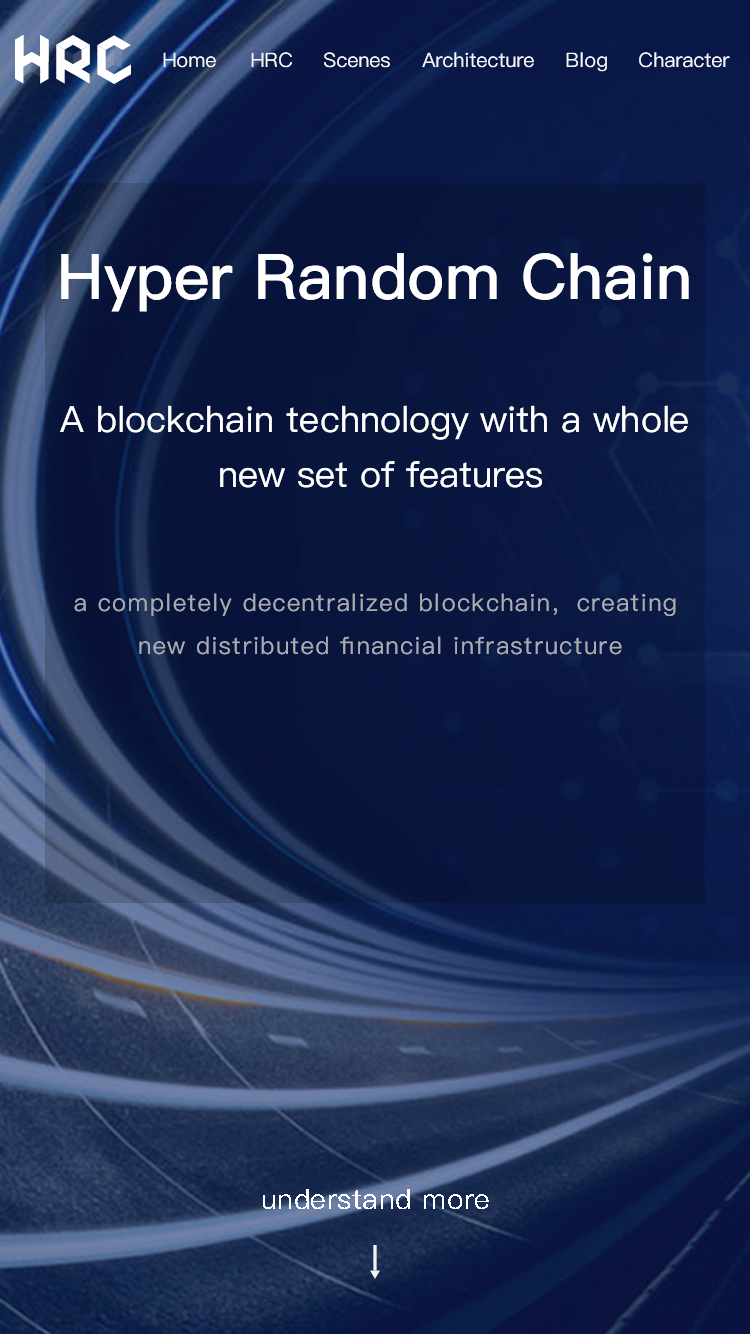 HRC
Home HRC Scenes Architecture Blog Character
Hyper Random Chain
A blockchain technology with a whole
new set of features
a completely decentralized blockchain，creating
new distributed financial infrastructure
understand more